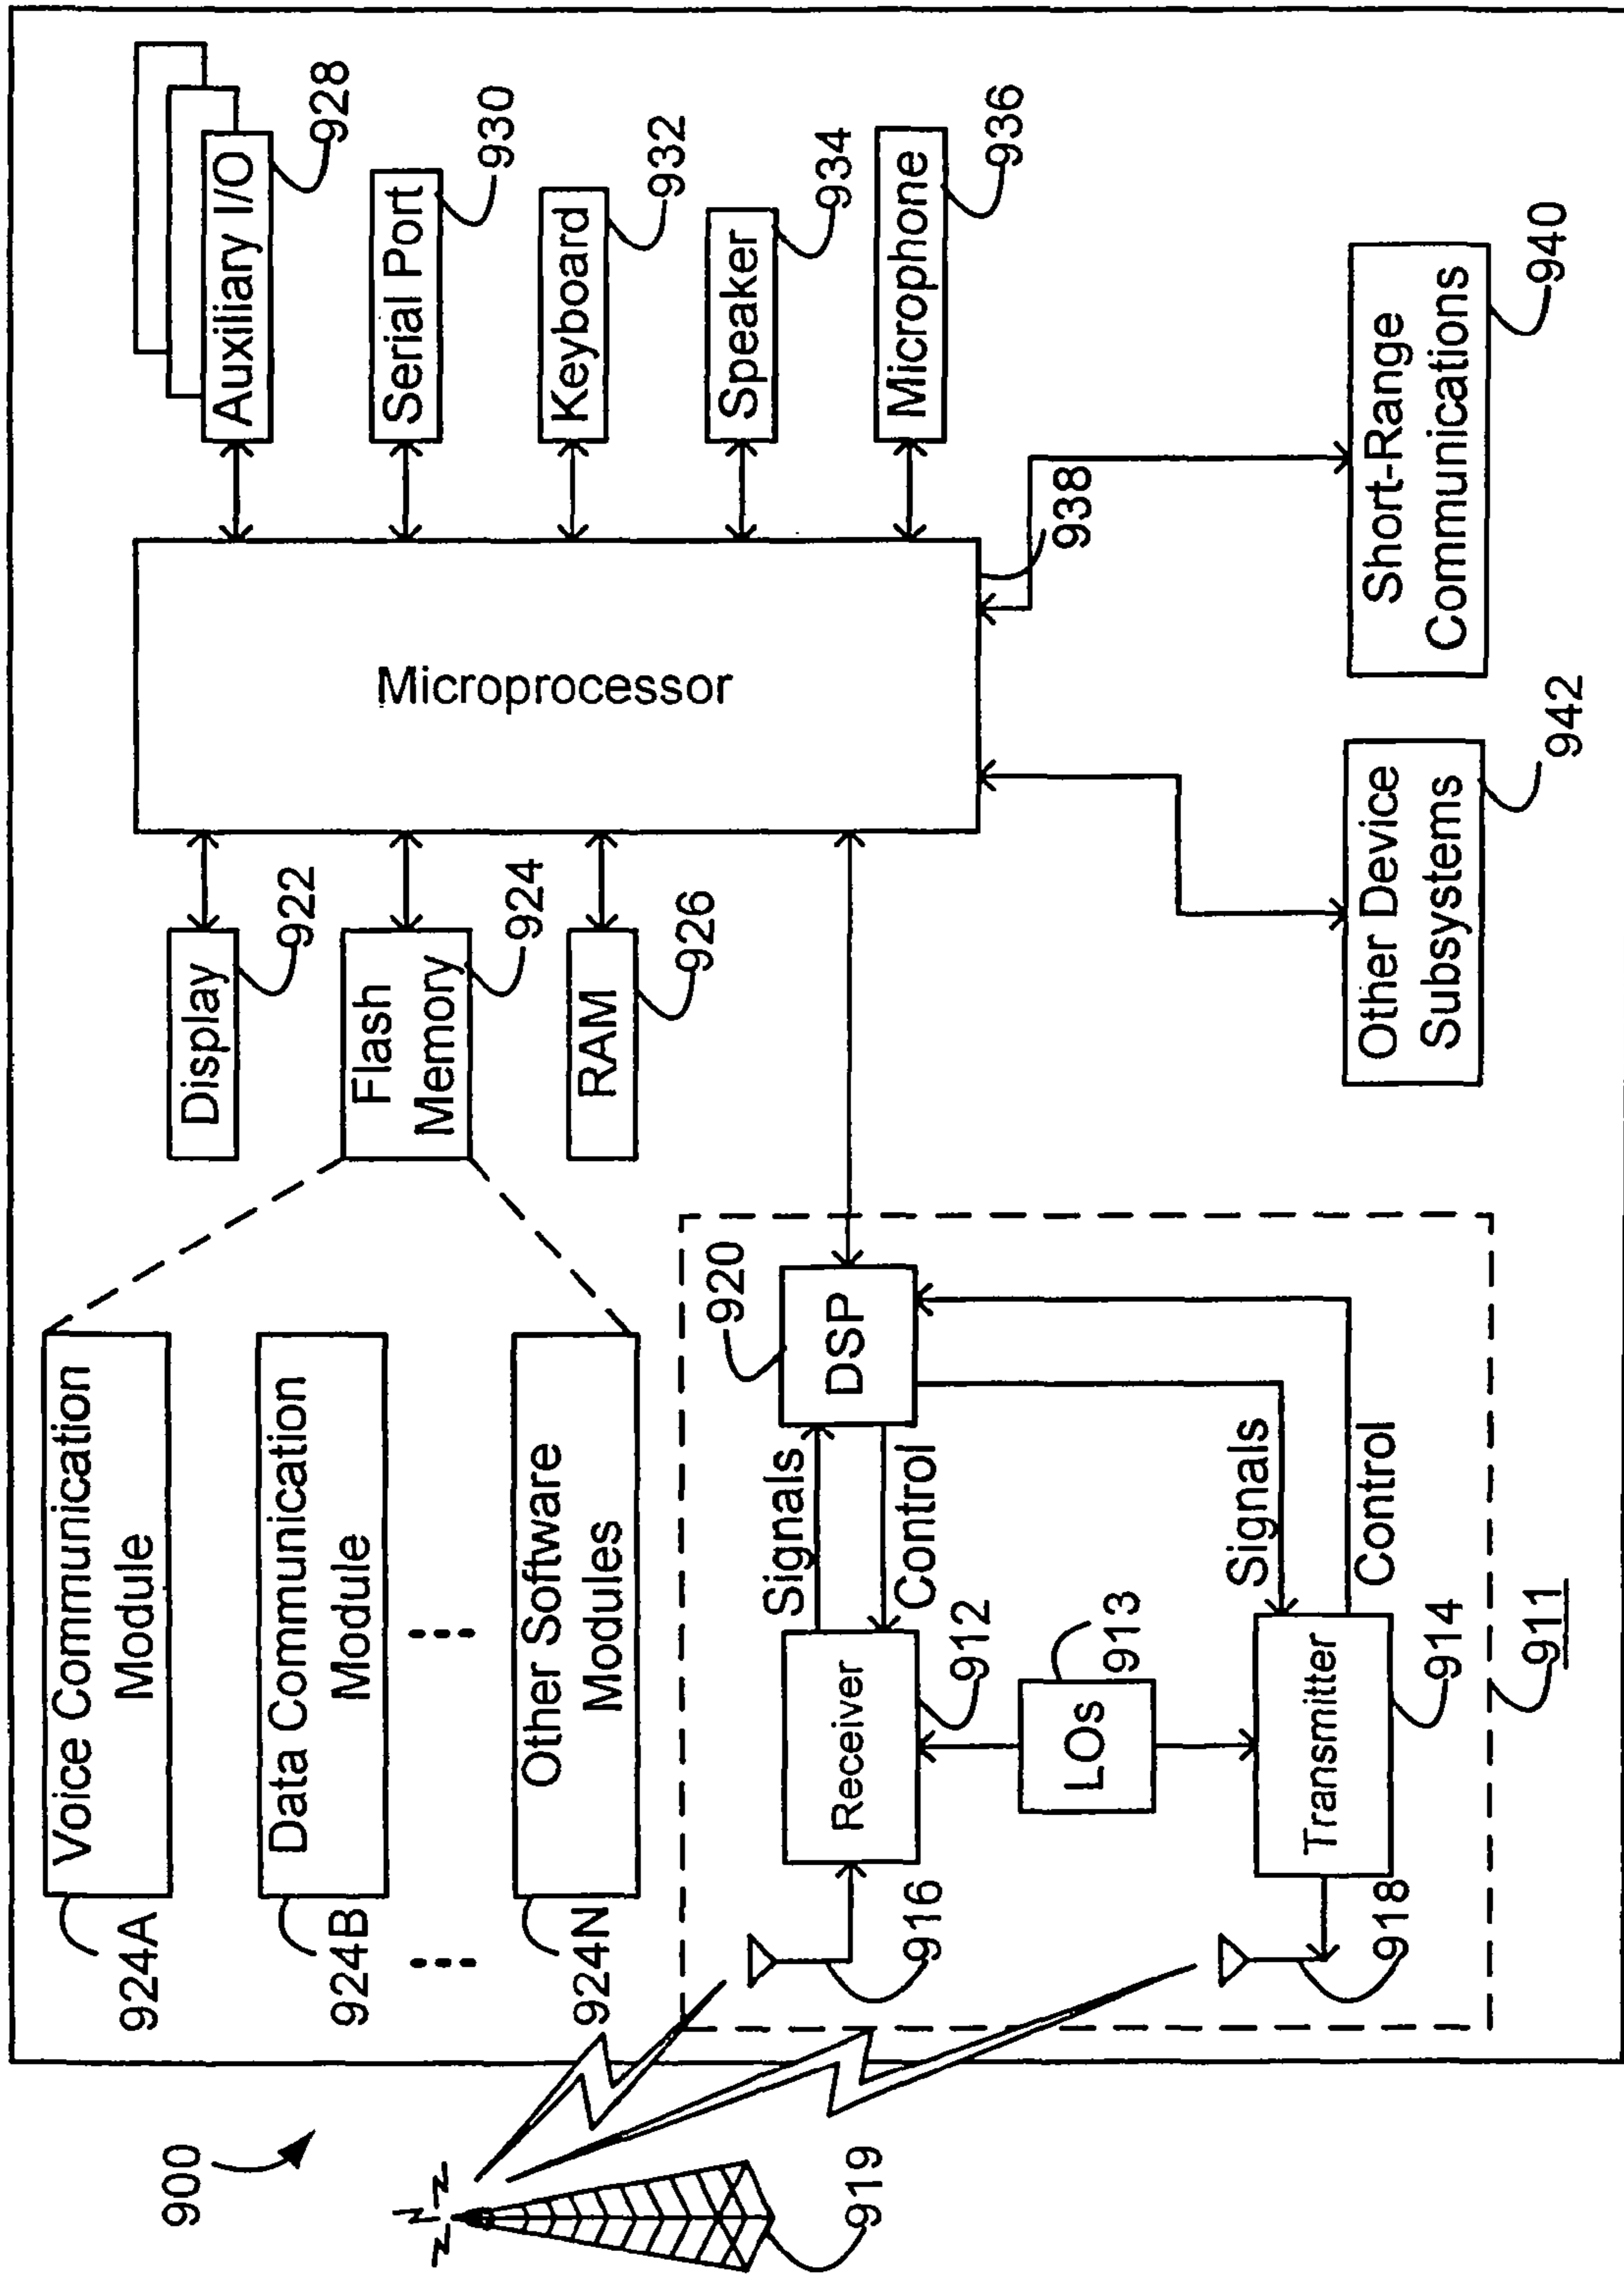 900
919
924A
Voice Communication
Module
924B
Data Communication
Module
924N
Other Software
Modules
Display
922
Flash
Memory
924
RAM
926
Microprocessor
938
Auxiliary I/O
928
Serial Port
930
Keyboard
932
Speaker
934
Microphone
936
Short-Range
Communications
940
Other Device
Subsystems
942
DSP
920
Signals
Control
Receiver
912
916
LOs
913
Signals
Control
Transmitter
914
918
911